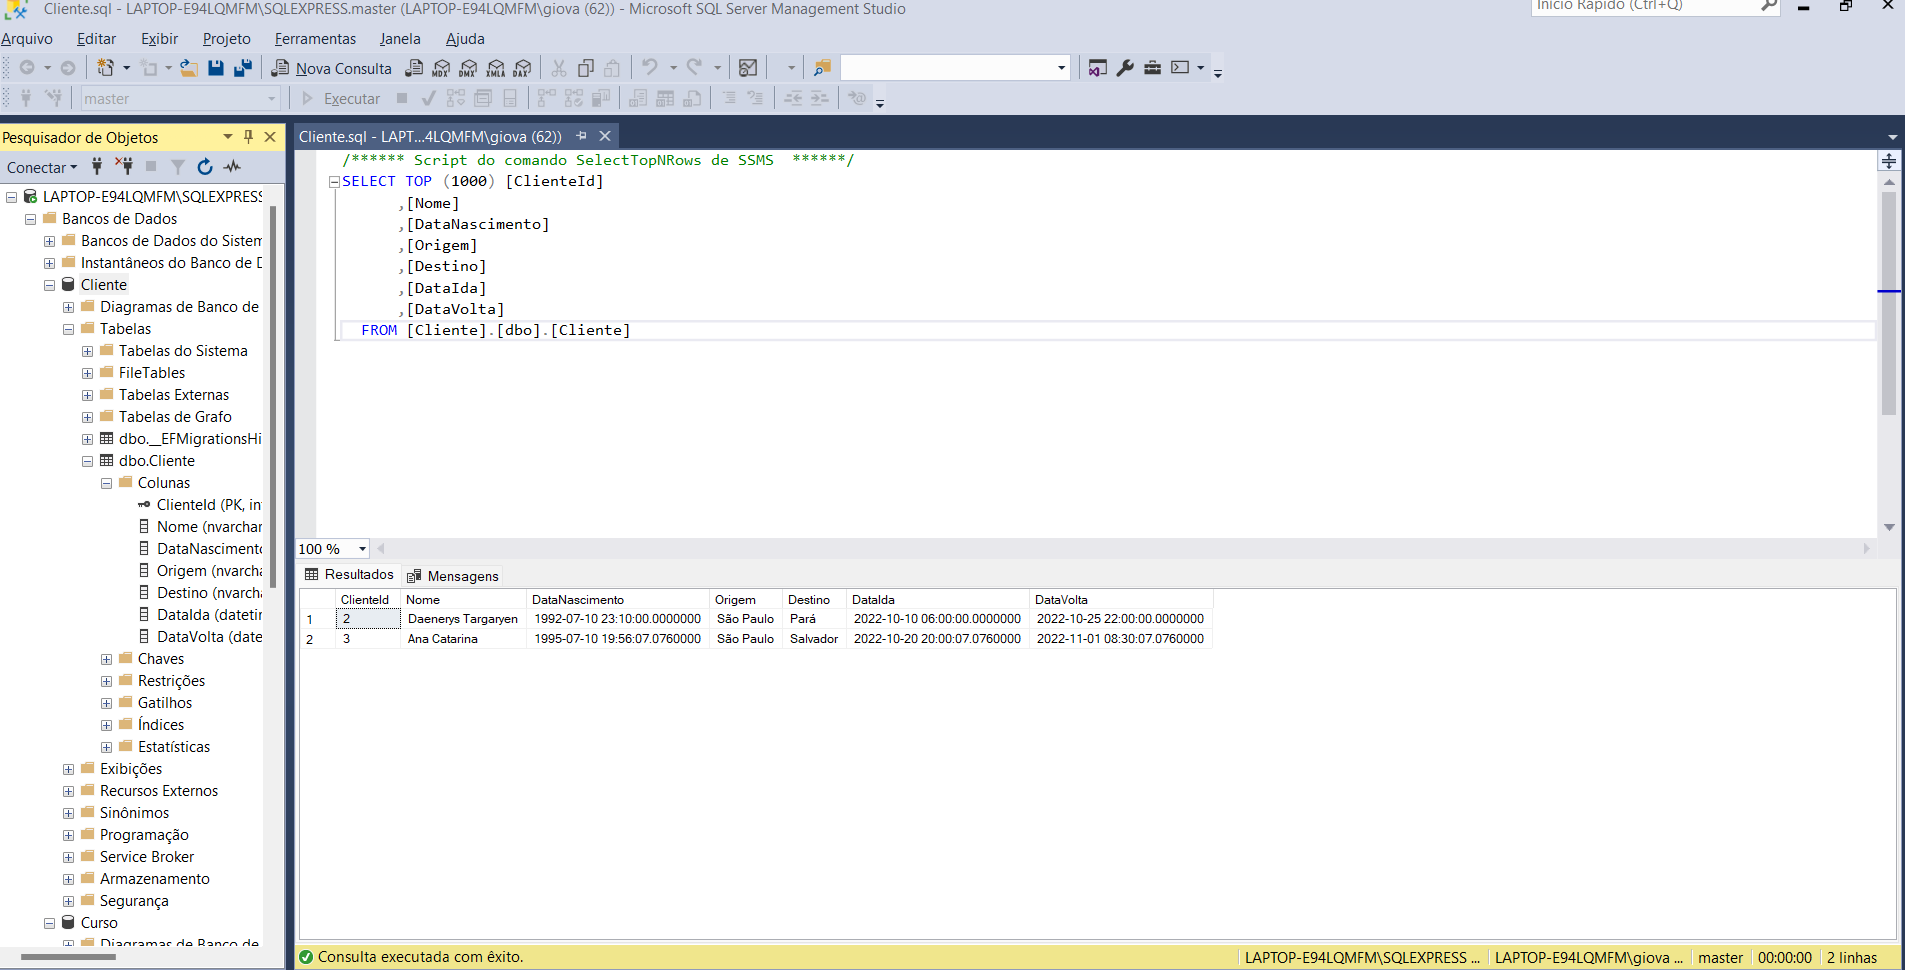 Cliente.sql - LAPTOP-E94LQMFM\SQLEXPRESS.master (LAPTOP-E94LQMFM\giova (62)) - Microsoft SQL Server Management Studio
Início Rápido (Ctrl+Q)
Arquivo Editar Exibir Projeto Ferramentas Janela Ajuda
Nova Consulta MDX DMX XMLA DAX
master Executar
Pesquisador de Objetos
Conectar
LAPTOP-E94LQMFM\SQLEXPRESS
Bancos de Dados
Bancos de Dados do Sistem
Instantâneos do Banco de D
Cliente
Diagramas de Banco de
Tabelas
Tabelas do Sistema
FileTables
Tabelas Externas
Tabelas de Grafo
dbo.__EFMigrationsHi
dbo.Cliente
Colunas
ClienteId (PK, in
Nome (nvarchar
DataNascimento
Origem (nvarcha
Destino (nvarcha
DataIda (datetin
DataVolta (date
Chaves
Restrições
Gatilhos
Índices
Estatísticas
Exibições
Recursos Externos
Sinônimos
Programação
Service Broker
Armazenamento
Segurança
Curso
Diagramas de Banco de
Cliente.sql - LAPT...4LQMFM\giova (62))
/****** Script do comando SelectTopNRows de SSMS  ******/
SELECT TOP (1000) [ClienteId]
,[Nome]
,[DataNascimento]
,[Origem]
,[Destino]
,[DataIda]
,[DataVolta]
FROM [Cliente].[dbo].[Cliente]
100 %
Resultados Mensagens
ClienteId Nome DataNascimento Origem Destino DataIda DataVolta
1 2 Daenerys Targaryen 1992-07-10 23:10:00.0000000 São Paulo Pará 2022-10-10 06:00:00.0000000 2022-10-25 22:00:00.0000000
2 3 Ana Catarina 1995-07-10 19:56:07.0760000 São Paulo Salvador 2022-10-20 20:00:07.0760000 2022-11-01 08:30:07.0760000
Consulta executada com êxito. LAPTOP-E94LQMFM\SQLEXPRESS ... LAPTOP-E94LQMFM\giova ... master 00:00:00 2 linhas